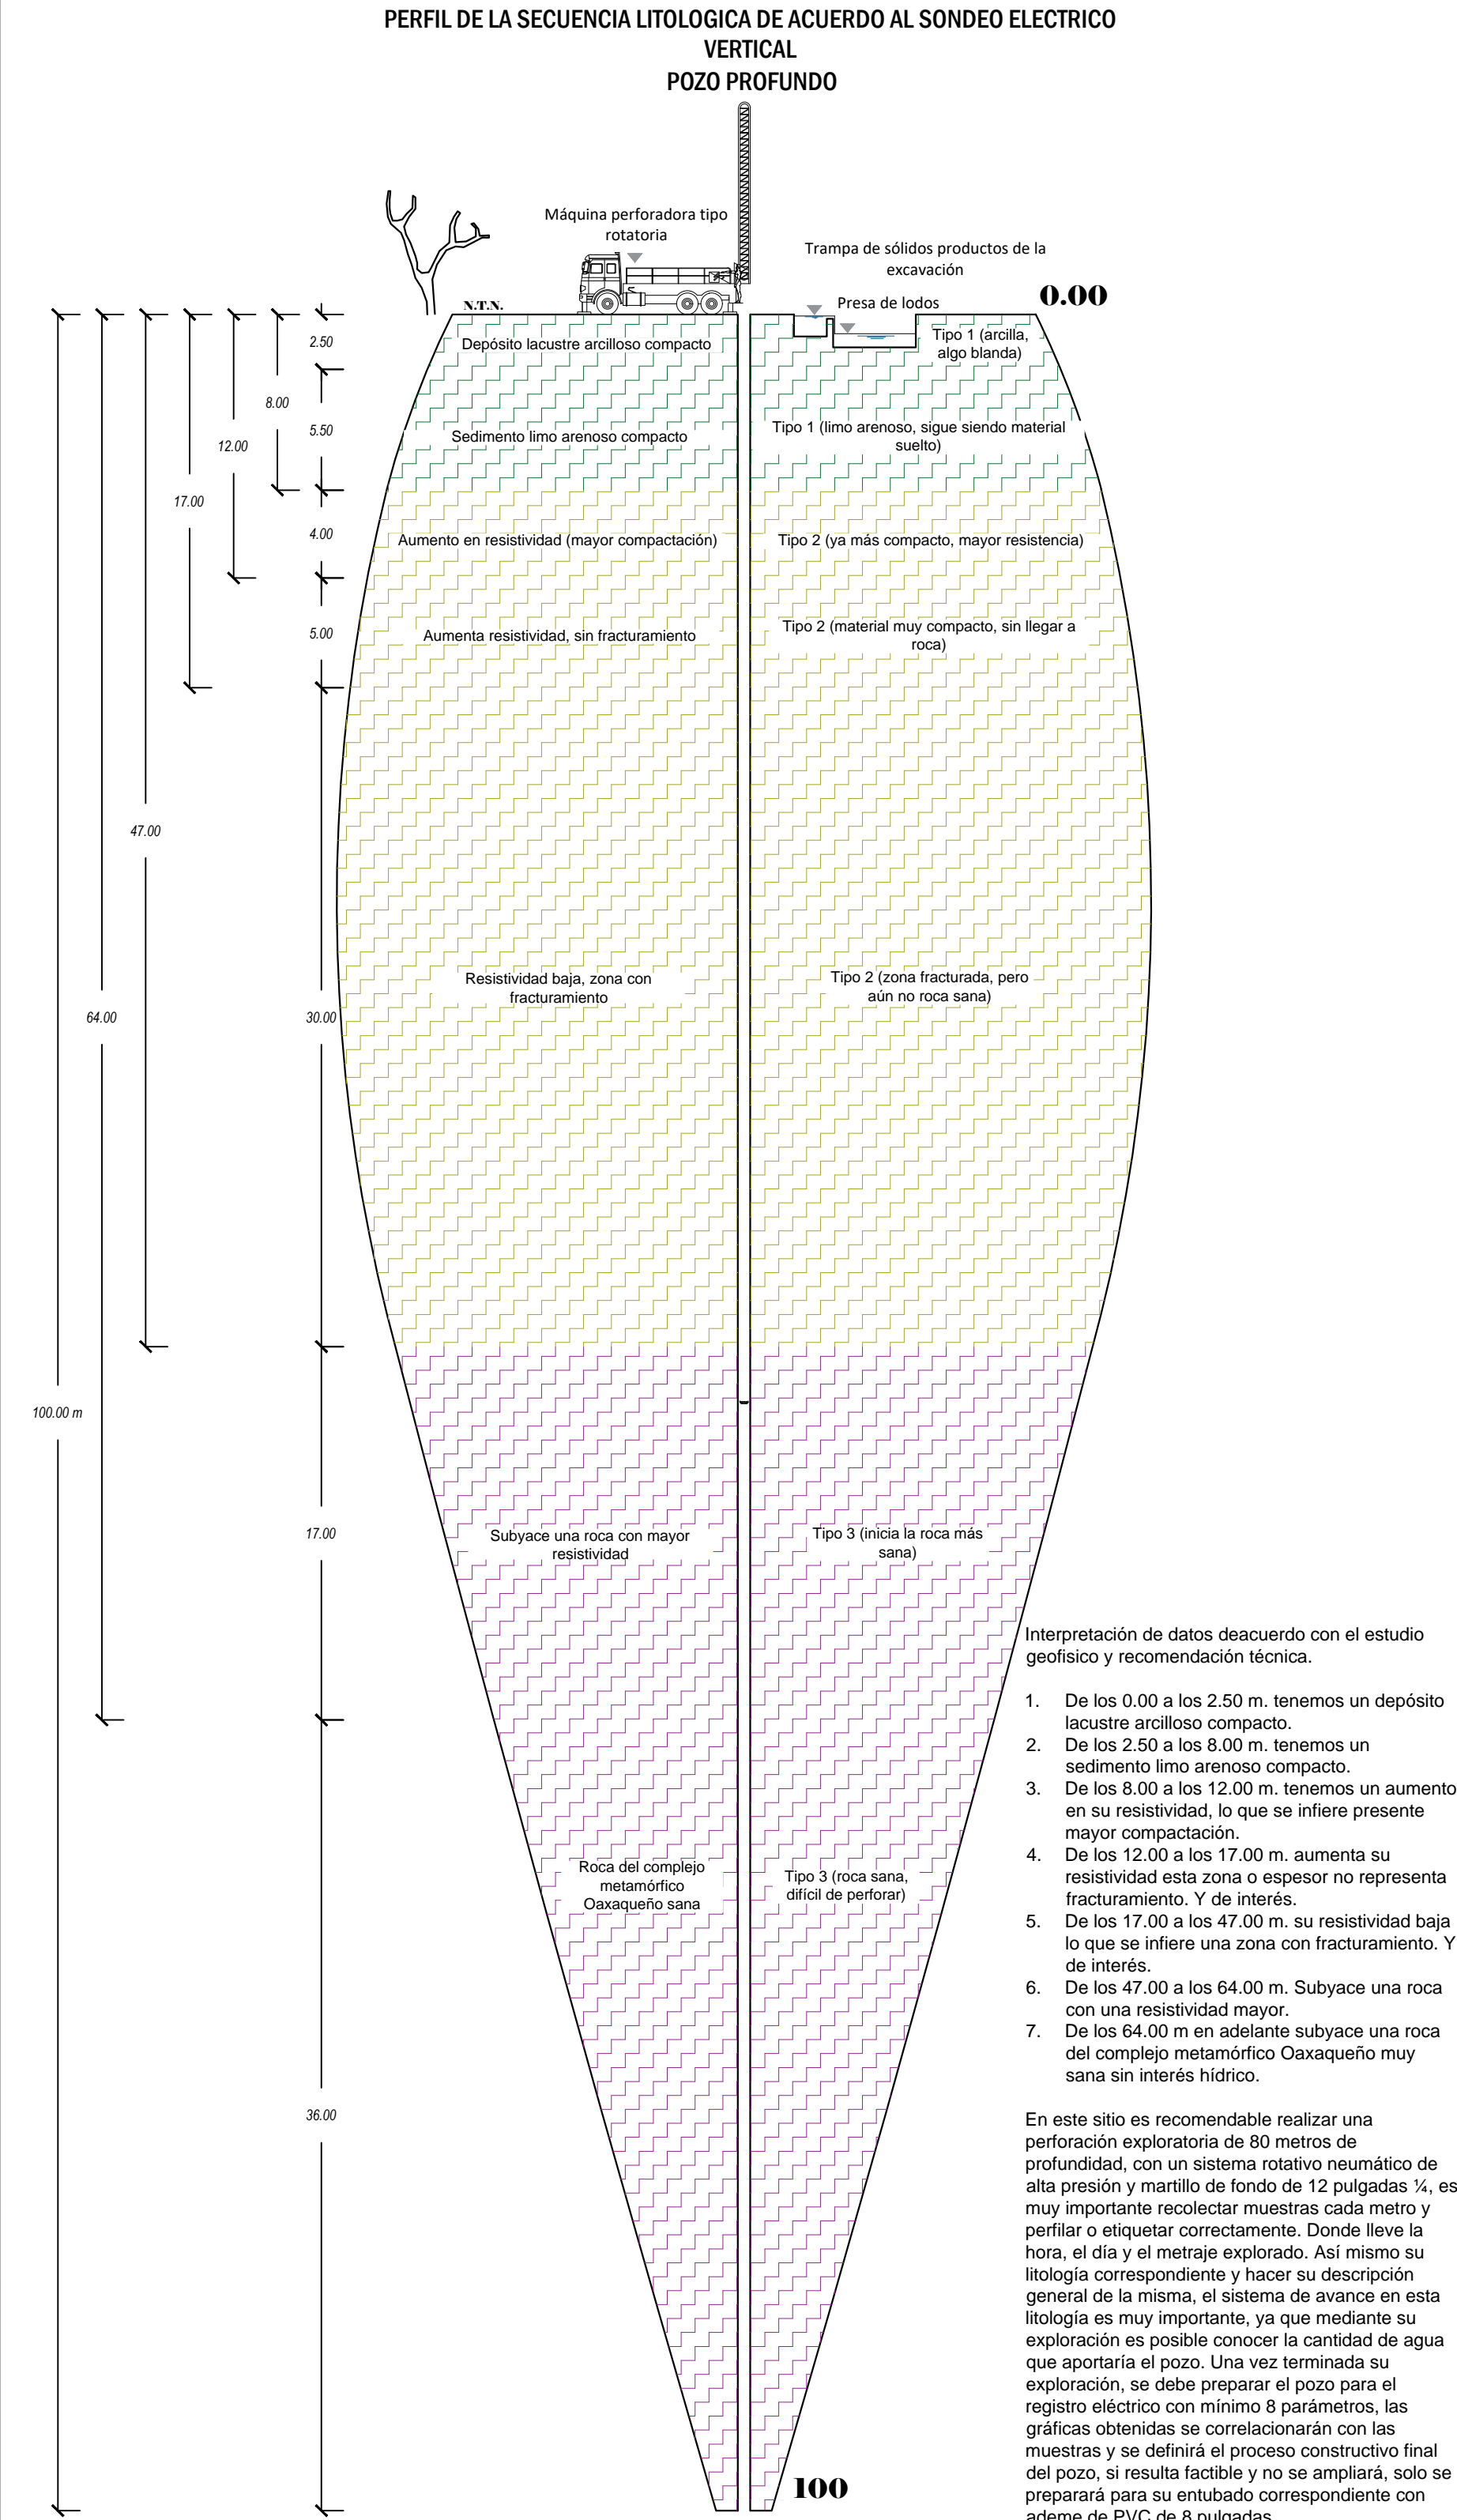 PERFIL DE LA SECUENCIA LITOLOGICA DE ACUERDO AL SONDEO ELECTRICO
VERTICAL
POZO PROFUNDO
Máquina perforadora tipo
rotatoria
Trampa de sólidos productos de la
excavación
Presa de lodos
0.00
N.T.N.
2.50
8.00
5.50
12.00
17.00
4.00
5.00
47.00
64.00
30.00
100.00 m
17.00
36.00
Depósito lacustre arcilloso compacto
Tipo 1 (arcilla,
algo blanda)
Sedimento limo arenoso compacto
Tipo 1 (limo arenoso, sigue siendo material
suelto)
Aumento en resistividad (mayor compactación)
Tipo 2 (ya más compacto, mayor resistencia)
Aumenta resistividad, sin fracturamiento
Tipo 2 (material muy compacto, sin llegar a
roca)
Resistividad baja, zona con
fracturamiento
Tipo 2 (zona fracturada, pero
aún no roca sana)
Subyace una roca con mayor
resistividad
Tipo 3 (inicia la roca más
sana)
Roca del complejo
metamórfico
Oaxaqueño sana
Tipo 3 (roca sana,
difícil de perforar)
100
Interpretación de datos deacuerdo con el estudio
geofisico y recomendación técnica.
1. De los 0.00 a los 2.50 m. tenemos un depósito
lacustre arcilloso compacto.
2. De los 2.50 a los 8.00 m. tenemos un
sedimento limo arenoso compacto.
3. De los 8.00 a los 12.00 m. tenemos un aumento
en su resistividad, lo que se infiere presente
mayor compactación.
4. De los 12.00 a los 17.00 m. aumenta su
resistividad esta zona o espesor no representa
fracturamiento. Y de interés.
5. De los 17.00 a los 47.00 m. su resistividad baja
lo que se infiere una zona con fracturamiento. Y
de interés.
6. De los 47.00 a los 64.00 m. Subyace una roca
con una resistividad mayor.
7. De los 64.00 m en adelante subyace una roca
del complejo metamórfico Oaxaqueño muy
sana sin interés hídrico.
En este sitio es recomendable realizar una
perforación exploratoria de 80 metros de
profundidad, con un sistema rotativo neumático de
alta presión y martillo de fondo de 12 pulgadas ¼, es
muy importante recolectar muestras cada metro y
perfilar o etiquetar correctamente. Donde lleve la
hora, el día y el metraje explorado. Así mismo su
litología correspondiente y hacer su descripción
general de la misma, el sistema de avance en esta
litología es muy importante, ya que mediante su
exploración es posible conocer la cantidad de agua
que aportaría el pozo. Una vez terminada su
exploración, se debe preparar el pozo para el
registro eléctrico con mínimo 8 parámetros, las
gráficas obtenidas se correlacionarán con las
muestras y se definirá el proceso constructivo final
del pozo, si resulta factible y no se ampliará, solo se
preparará para su entubado correspondiente con
ademe de PVC de 8 pulgadas